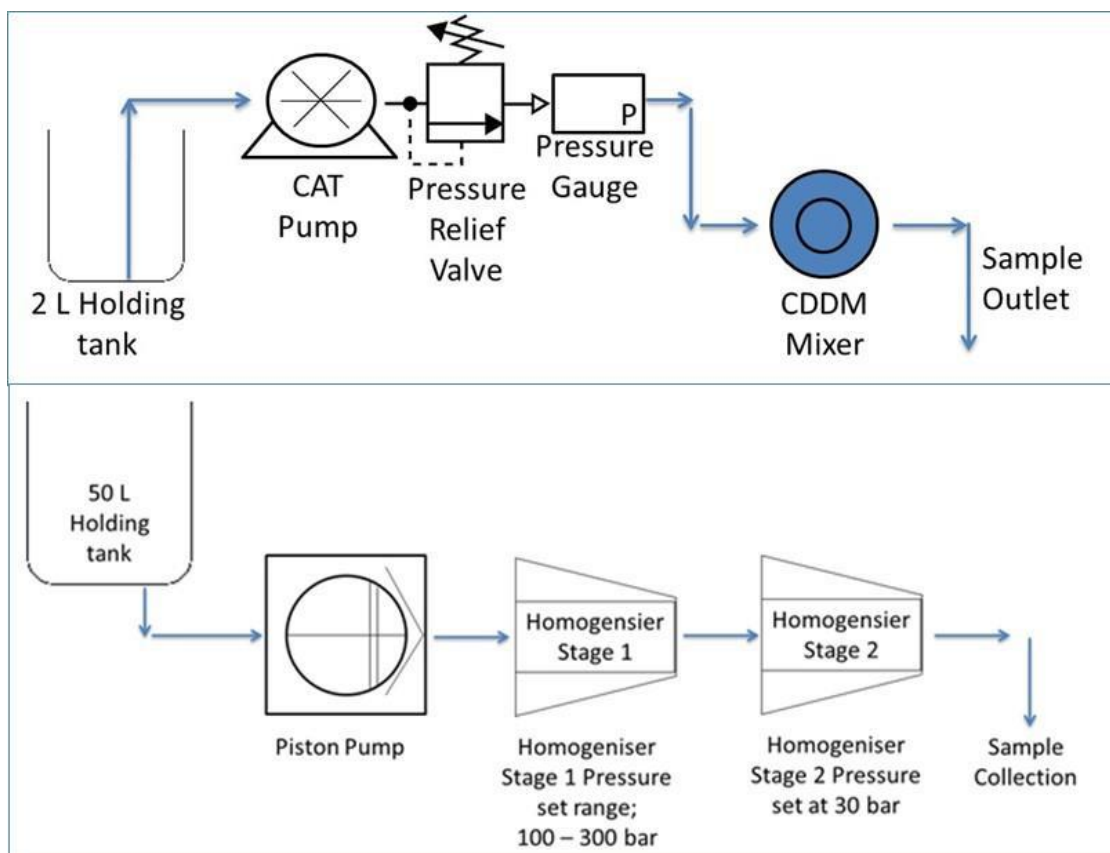 P
CAT
Pump
Pressure
Relief
Valve
Pressure
Gauge
2 L Holding
tank
CDDM
Mixer
Sample
Outlet
50 L
Holding
tank
Piston Pump
Homogensier
Stage 1
Homogensier
Stage 2
Homogeniser
Stage 1 Pressure
set range;
100 – 300 bar
Homogeniser
Stage 2 Pressure
set at 30 bar
Sample
Collection